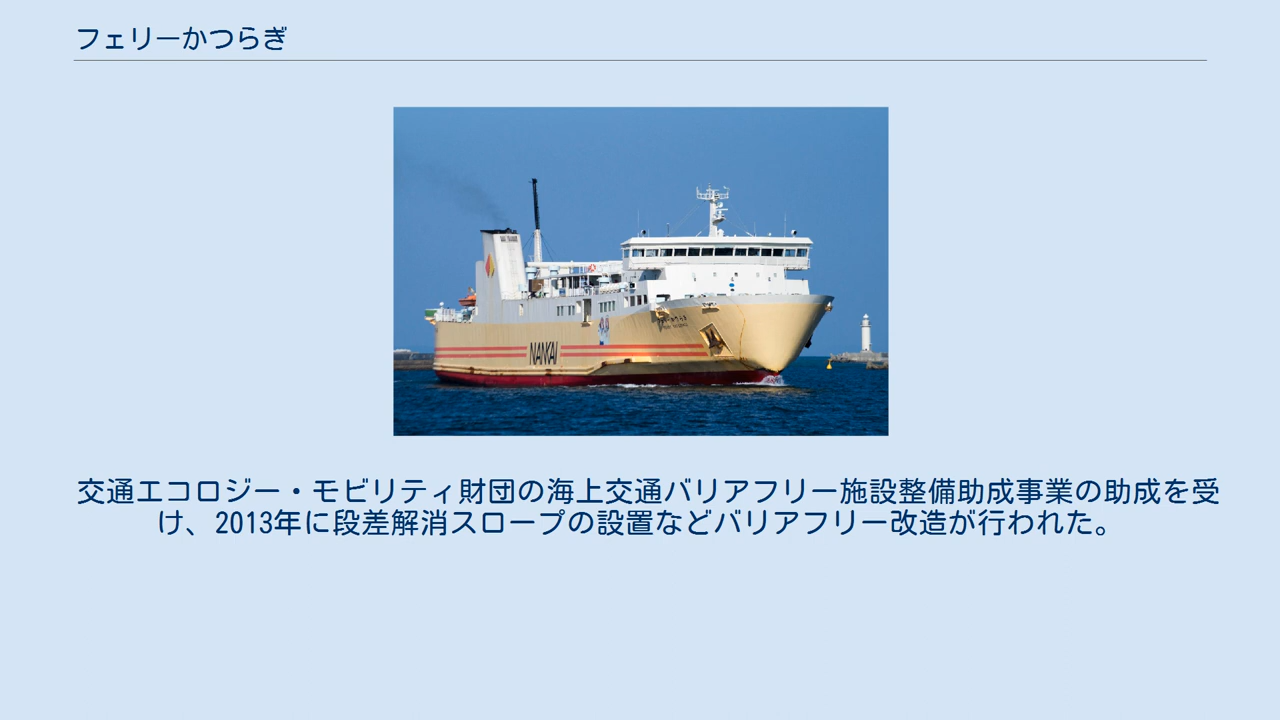 フェリーかつらぎ
NANKAI
交通エコロジー・モビリティ財団の海上交通バリアフリー施設整備助成事業の助成を受
け、2013年に段差解消スロープの設置などバリアフリー改造が行われた。